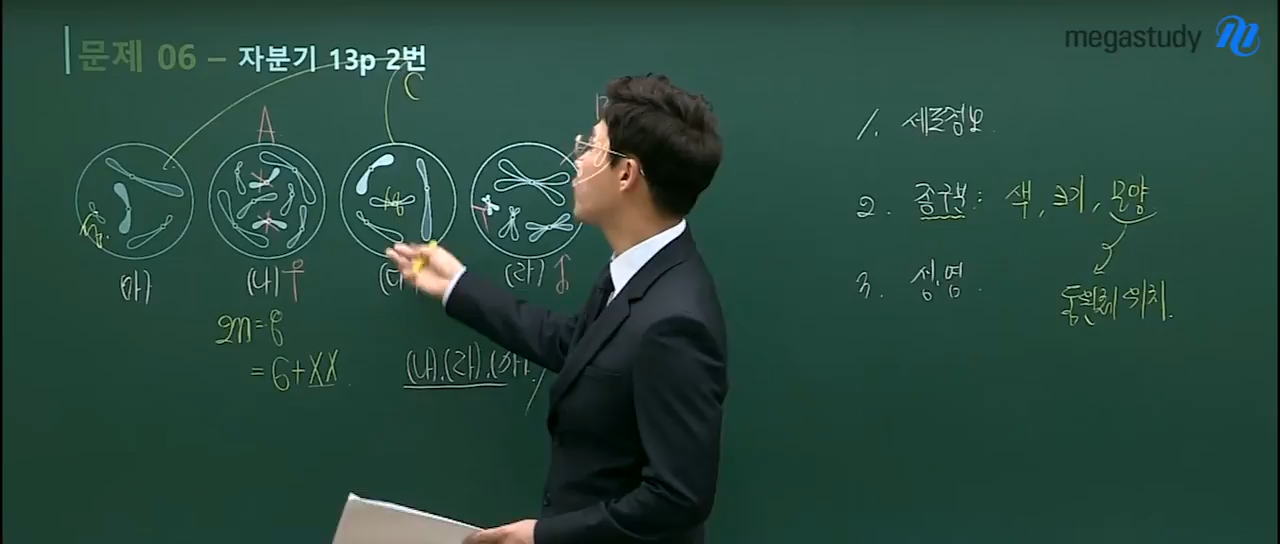 megastudy
문제 06 – 자분기 13p 2번
A
C
1. 세포정보
2. 종구분: 색, 크기, 모양
동원체 위치
3. 성, 염
(가)
(나) ♀
(다)
(라) ♂
2n=8
=6+XX
(나).(라).